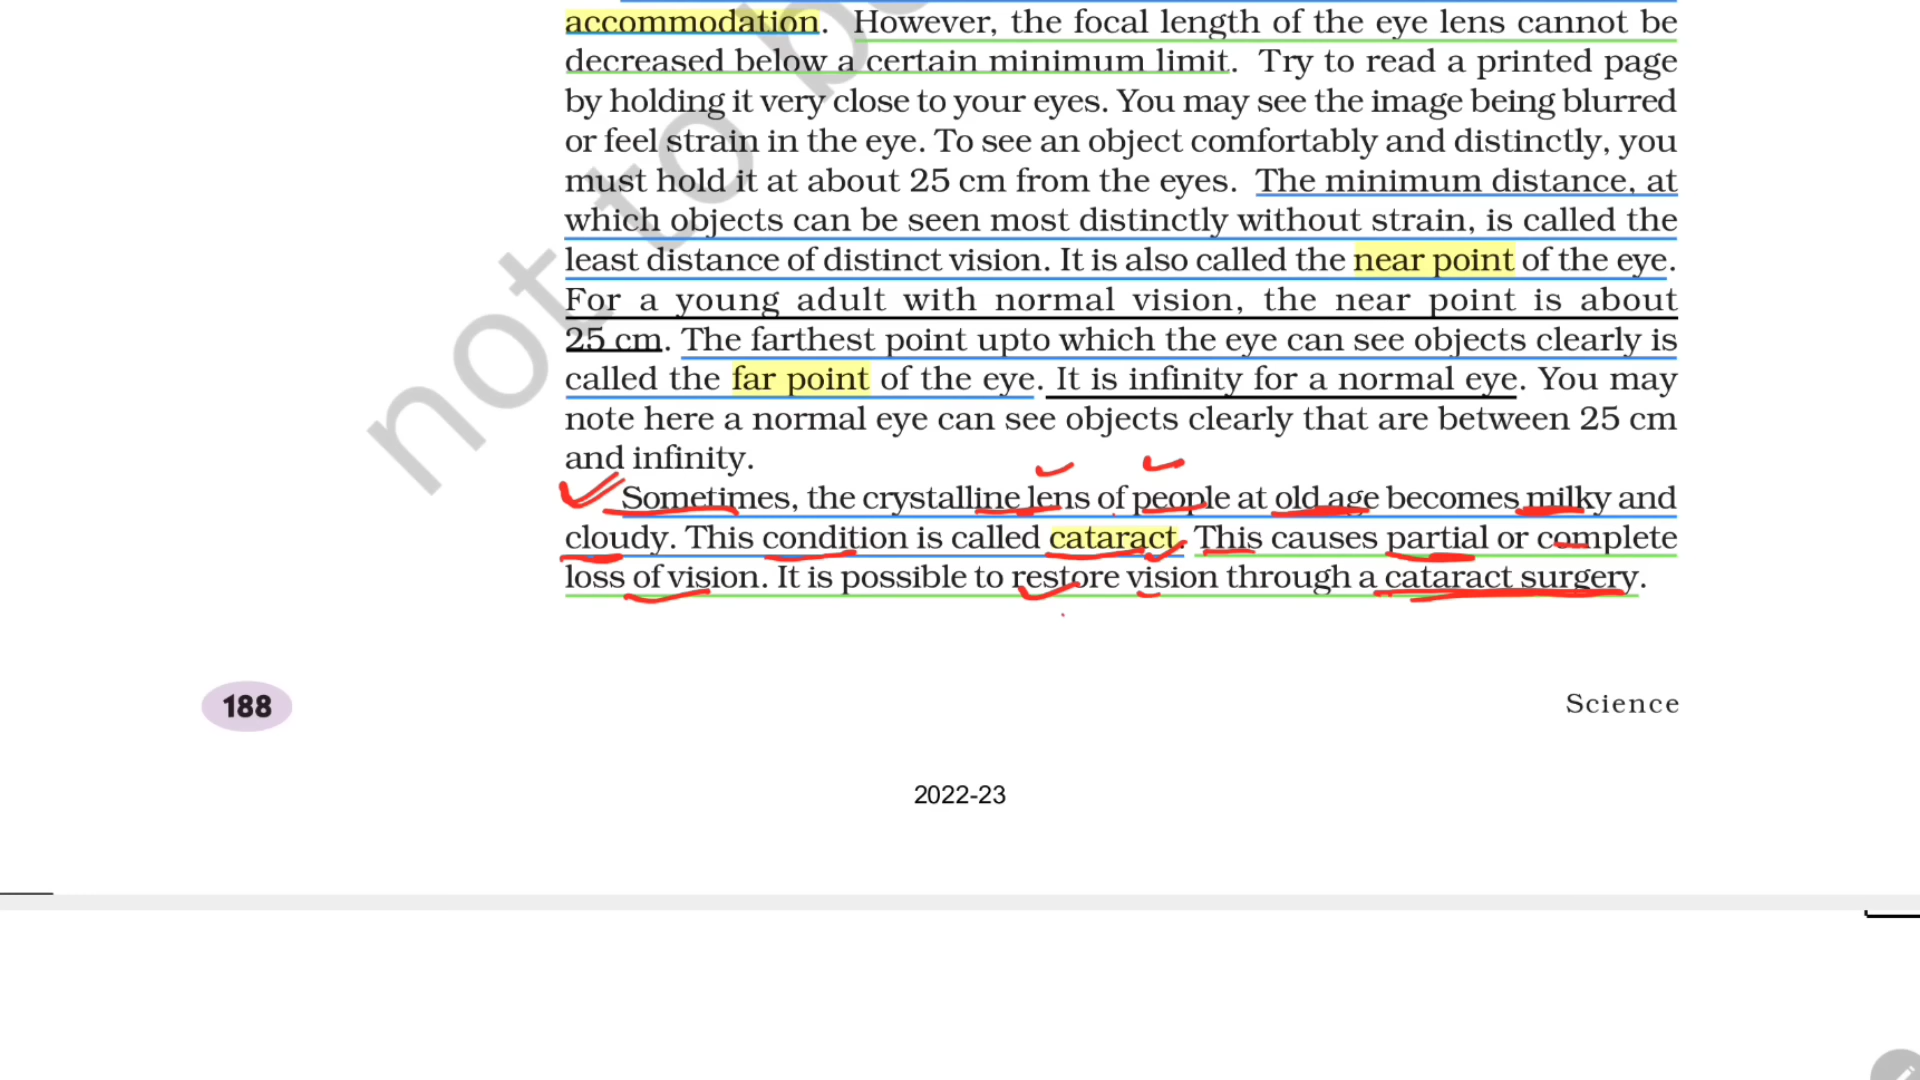 accommodation. However, the focal length of the eye lens cannot be
decreased below a certain minimum limit. Try to read a printed page
by holding it very close to your eyes. You may see the image being blurred
or feel strain in the eye. To see an object comfortably and distinctly, you
must hold it at about 25 cm from the eyes. The minimum distance, at
which objects can be seen most distinctly without strain, is called the
least distance of distinct vision. It is also called the near point of the eye.
For a young adult with normal vision, the near point is about
25 cm. The farthest point upto which the eye can see objects clearly is
called the far point of the eye. It is infinity for a normal eye. You may
note here a normal eye can see objects clearly that are between 25 cm
and infinity.
Sometimes, the crystalline lens of people at old age becomes milky and
cloudy. This condition is called cataract. This causes partial or complete
loss of vision. It is possible to restore vision through a cataract surgery.
not to
188
Science
2022-23